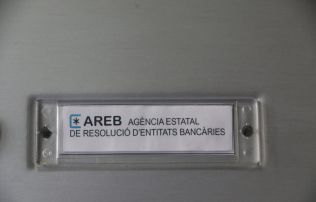 AREB AGÈNCIA ESTATAL
DE RESOLUCIÓ D'ENTITATS BANCÀRIES